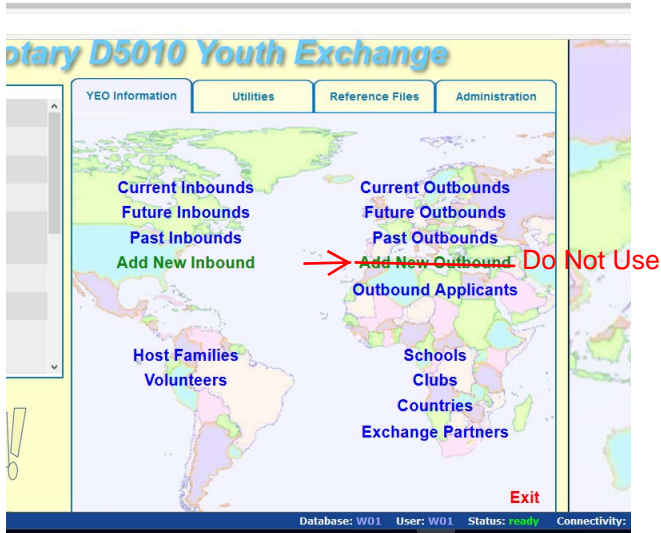 otary D5010 Youth Exchange
YEO Information Utilities Reference Files Administration
Current Inbounds Current Outbounds
Future Inbounds Future Outbounds
Past Inbounds Past Outbounds
Add New Inbound Add New Outbound Do Not Use
Outbound Applicants
Host Families Schools
Volunteers Clubs
Countries
Exchange Partners
Exit
Database: W01 User: W01 Status: ready Connectivity: